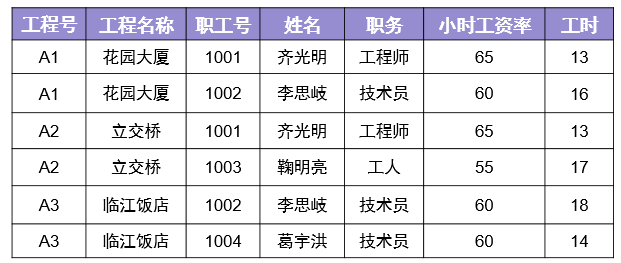 工程号 工程名称 职工号 姓名 职务 小时工资率 工时
A1 花园大厦 1001 齐光明 工程师 65 13
A1 花园大厦 1002 李思岐 技术员 60 16
A2 立交桥 1001 齐光明 工程师 65 13
A2 立交桥 1003 鞠明亮 工人 55 17
A3 临江饭店 1002 李思岐 技术员 60 18
A3 临江饭店 1004 葛宇洪 技术员 60 14